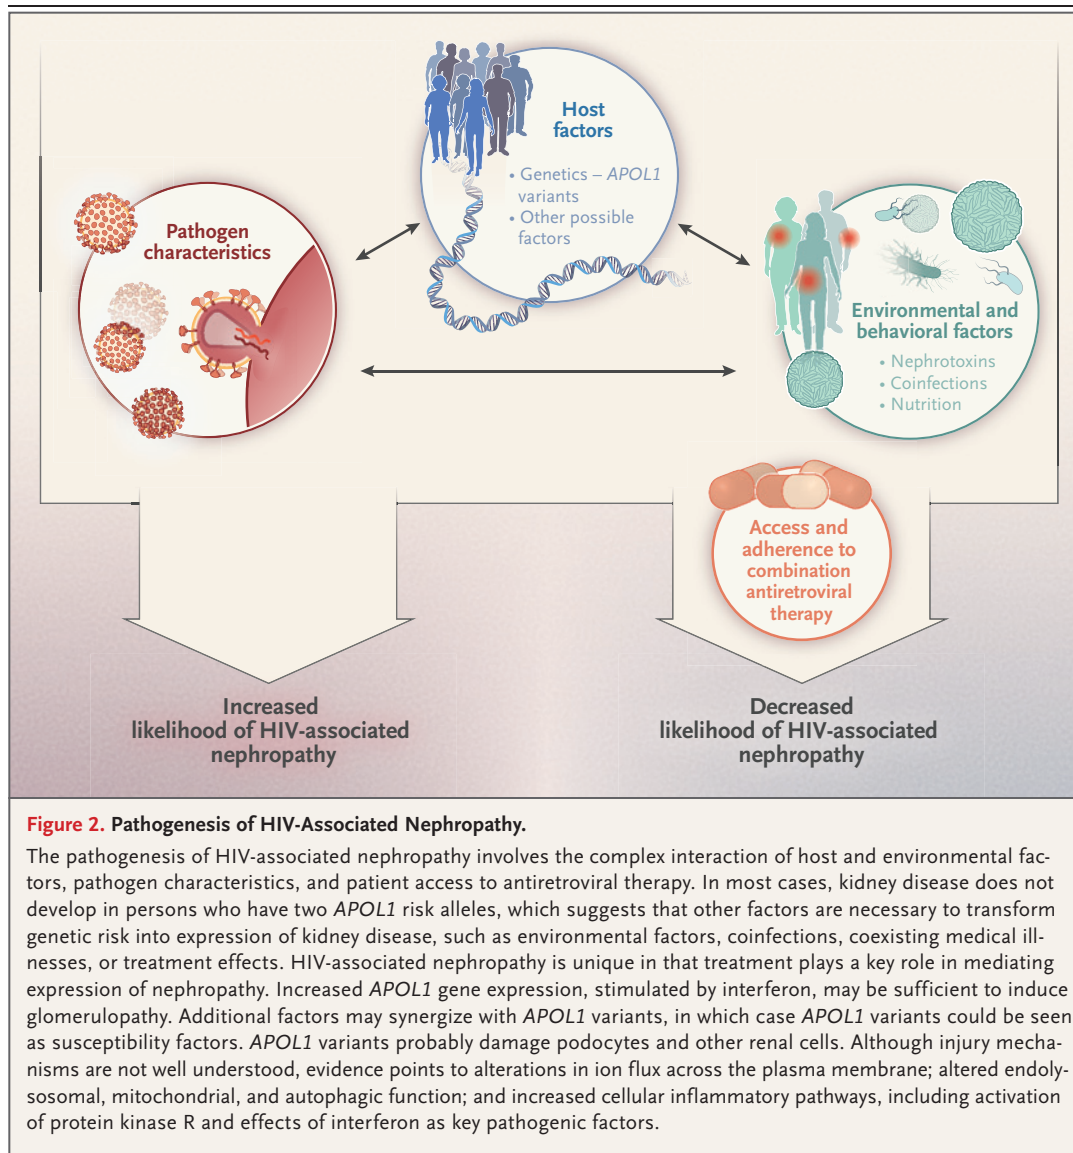 Host
factors
• Genetics – APOL1
variants
• Other possible
factors
Pathogen
characteristics
Environmental and
behavioral factors
• Nephrotoxins
• Coinfections
• Nutrition
Access and
adherence to
combination
antiretroviral
therapy
Increased
likelihood of HIV-associated
nephropathy
Decreased
likelihood of HIV-associated
nephropathy
Figure 2. Pathogenesis of HIV-Associated Nephropathy.
The pathogenesis of HIV-associated nephropathy involves the complex interaction of host and environmental fac-
tors, pathogen characteristics, and patient access to antiretroviral therapy. In most cases, kidney disease does not
develop in persons who have two APOL1 risk alleles, which suggests that other factors are necessary to transform
genetic risk into expression of kidney disease, such as environmental factors, coinfections, coexisting medical ill-
nesses, or treatment effects. HIV-associated nephropathy is unique in that treatment plays a key role in mediating
expression of nephropathy. Increased APOL1 gene expression, stimulated by interferon, may be sufficient to induce
glomerulopathy. Additional factors may synergize with APOL1 variants, in which case APOL1 variants could be seen
as susceptibility factors. APOL1 variants probably damage podocytes and other renal cells. Although injury mecha-
nisms are not well understood, evidence points to alterations in ion flux across the plasma membrane; altered endoly-
sosomal, mitochondrial, and autophagic function; and increased cellular inflammatory pathways, including activation
of protein kinase R and effects of interferon as key pathogenic factors.